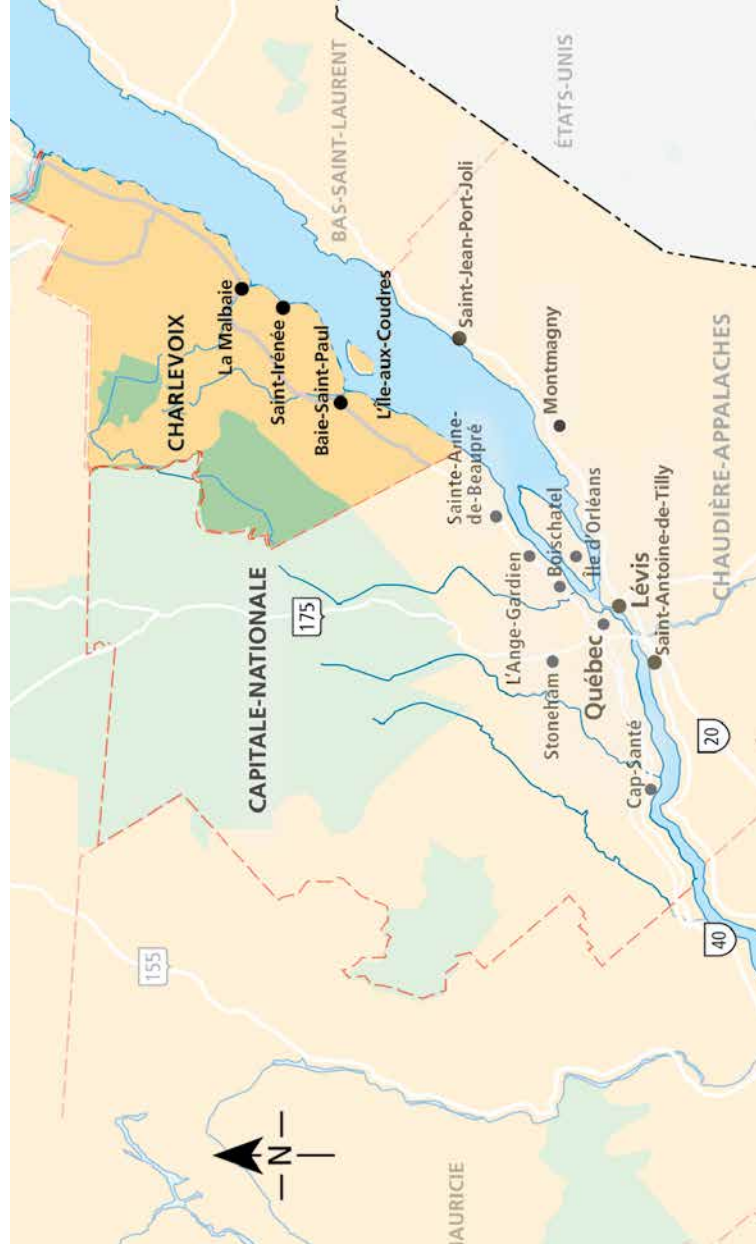 155
CHARLEVOIX
La Malbaie
CAPITALE-NATIONALE
Saint-Irénée
N
175
Baie-Saint-Paul
BAS-SAINT-LAURENT
L'Île-aux-Coudres
AURICIE
Sainte-Anne-
de-Beaupré
Saint-Jean-Port-Joli
L'Ange-Gardien
Stoneham
Boischatel
Montmagny
ÉTATS-UNIS
Île d'Orléans
Québec
Cap-Santé
Lévis
Saint-Antoine-de-Tilly
20
40
CHAUDIÈRE-APPALACHES